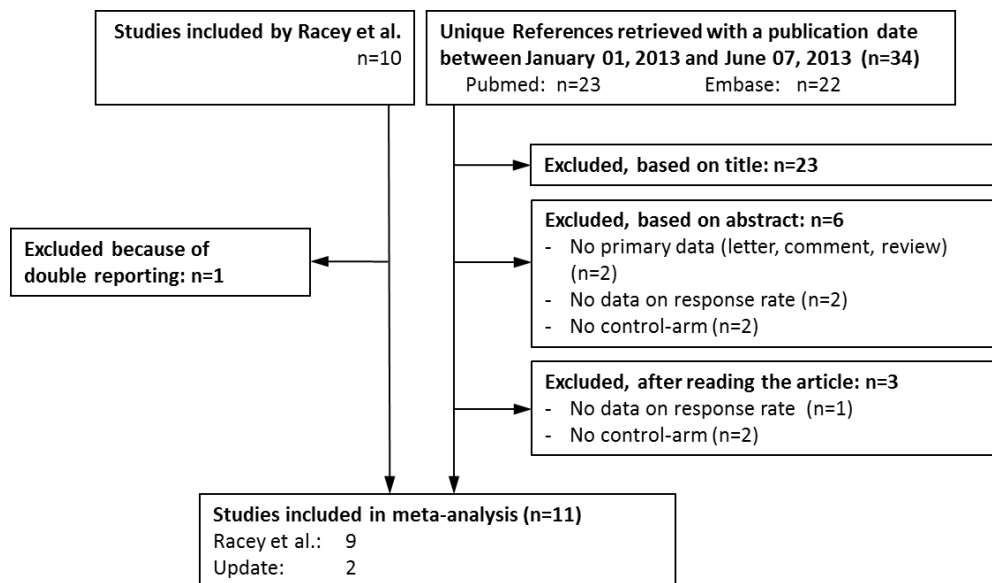 Studies included by Racey et al.
n=10
Unique References retrieved with a publication date
between January 01, 2013 and June 07, 2013 (n=34)
Pubmed: n=23 Embase: n=22
Excluded, based on title: n=23
Excluded, based on abstract: n=6
- No primary data (letter, comment, review)
(n=2)
- No data on response rate (n=2)
- No control-arm (n=2)
Excluded because of
double reporting: n=1
Excluded, after reading the article: n=3
- No data on response rate (n=1)
- No control-arm (n=2)
Studies included in meta-analysis (n=11)
Racey et al.: 9
Update: 2